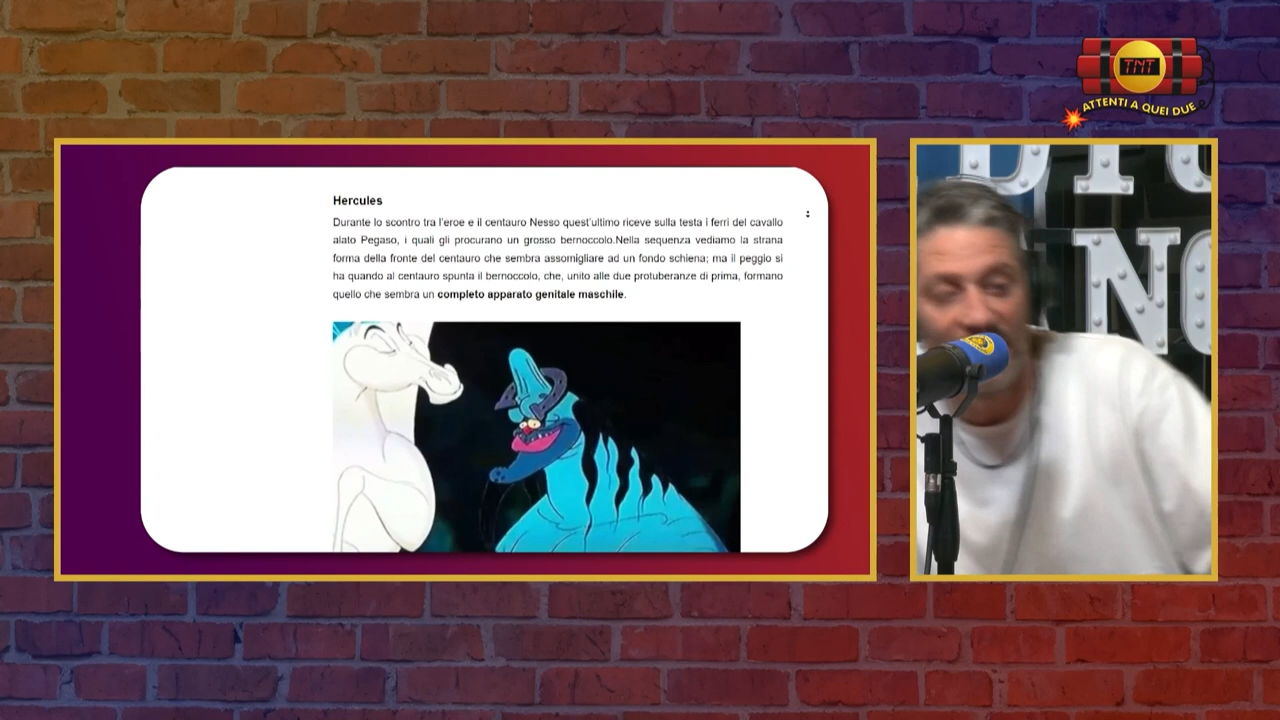 TNT
ATTENTI A QUEI DUE
Hercules
Durante lo scontro tra l'eroe e il centauro Nesso quest'ultimo riceve sulla testa i ferri del cavallo
alato Pegaso, i quali gli procurano un grosso bernoccolo.Nella sequenza vediamo la strana
forma della fronte del centauro che sembra assomigliare ad un fondo schiena; ma il peggio si
ha quando al centauro spunta il bernoccolo, che, unito alle due protuberanze di prima, formano
quello che sembra un completo apparato genitale maschile.